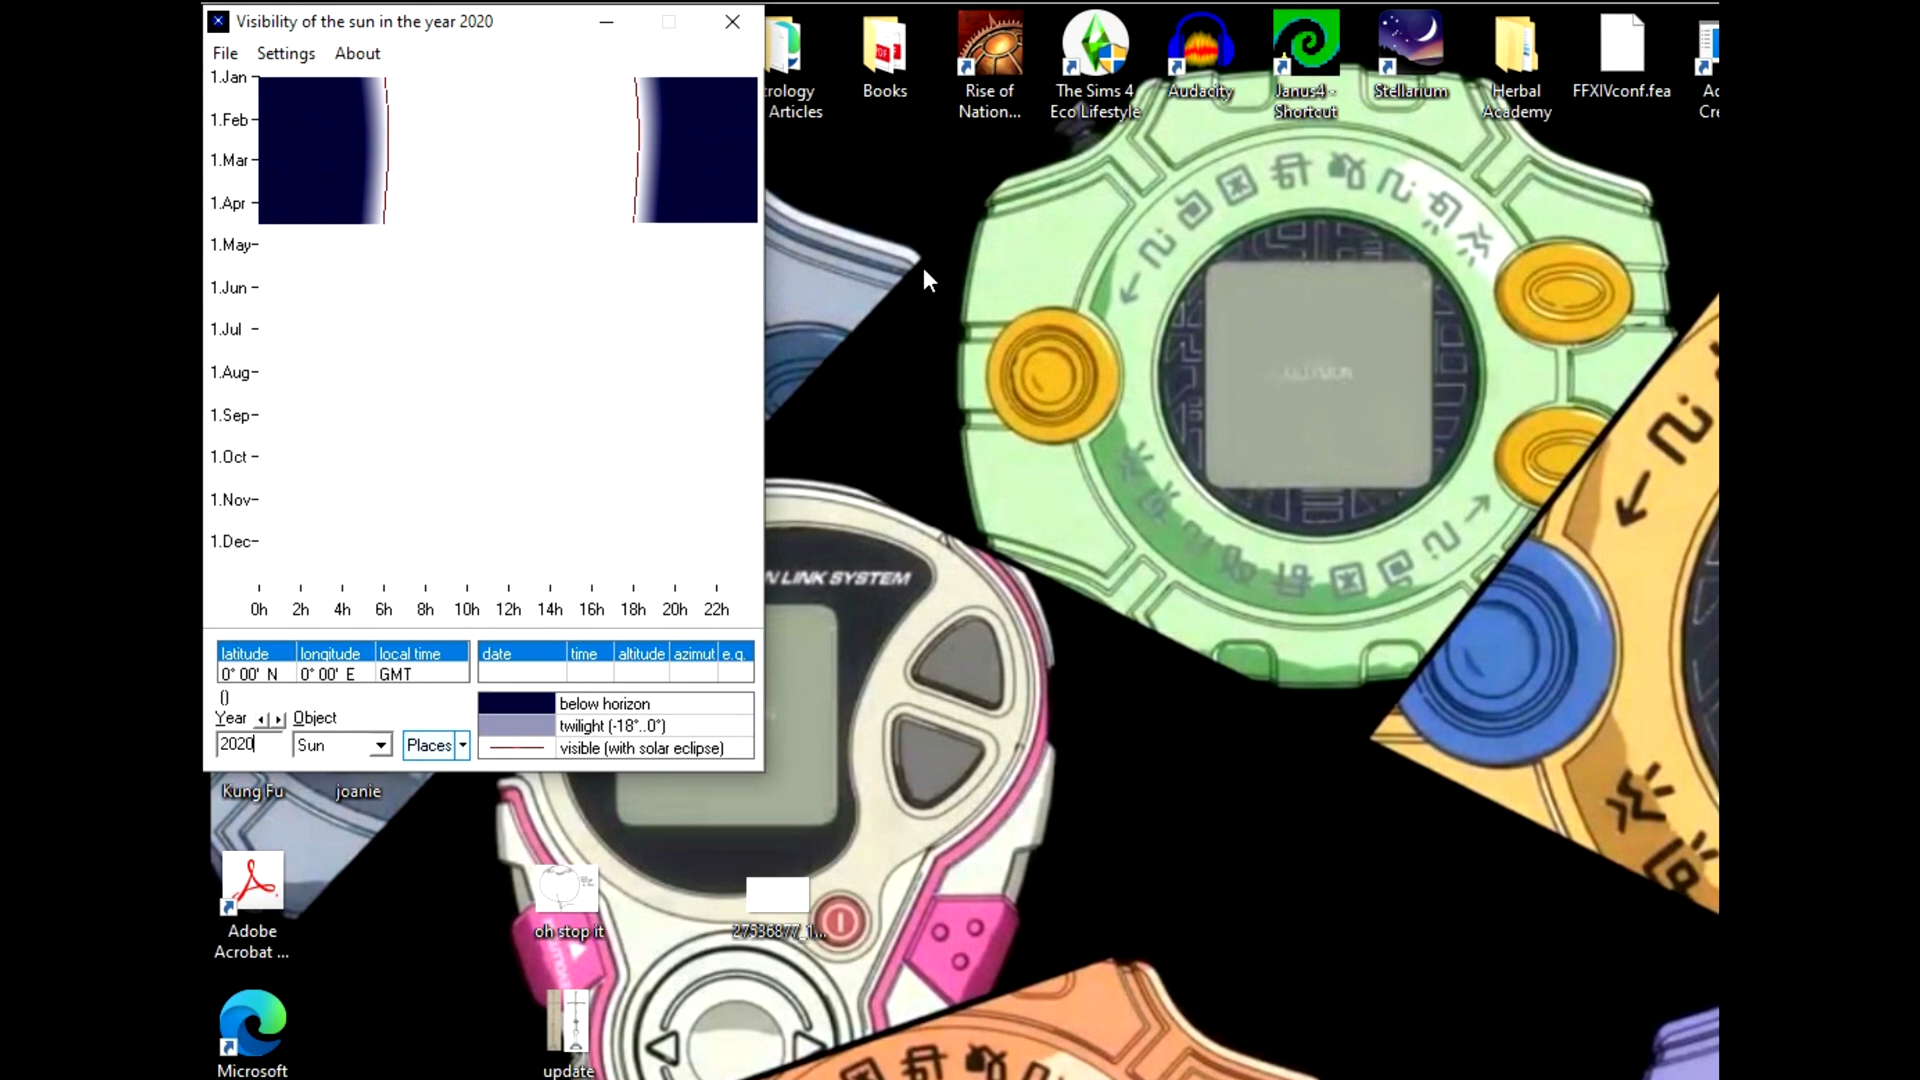 Visibility of the sun in the year 2020
File Settings About
1.Jan
1.Feb
1.Mar
1.Apr
1.May
1.Jun
1.Jul
1.Aug
1.Sep
1.Oct
1.Nov
1.Dec
0h 2h 4h 6h 8h 10h 12h 14h 16h 18h 20h 22h
latitude longitude local time
0° 00' N 0° 00' E GMT
()
Year Object
2020 Sun Places
date time altitude azimut e.g.
below horizon
twilight (-18°..0°)
visible (with solar eclipse)
Articles
Books
Rise of
Nation...
The Sims 4
Eco Lifestyle
Audacity
Janus4 -
Shortcut
Stellarium
Herbal
Academy
FFXIVconf.fea
N LINK SYSTEM
Kung Fu
joanie
Adobe
Acrobat ...
oh stop it
27536877_1...
Microsoft
update